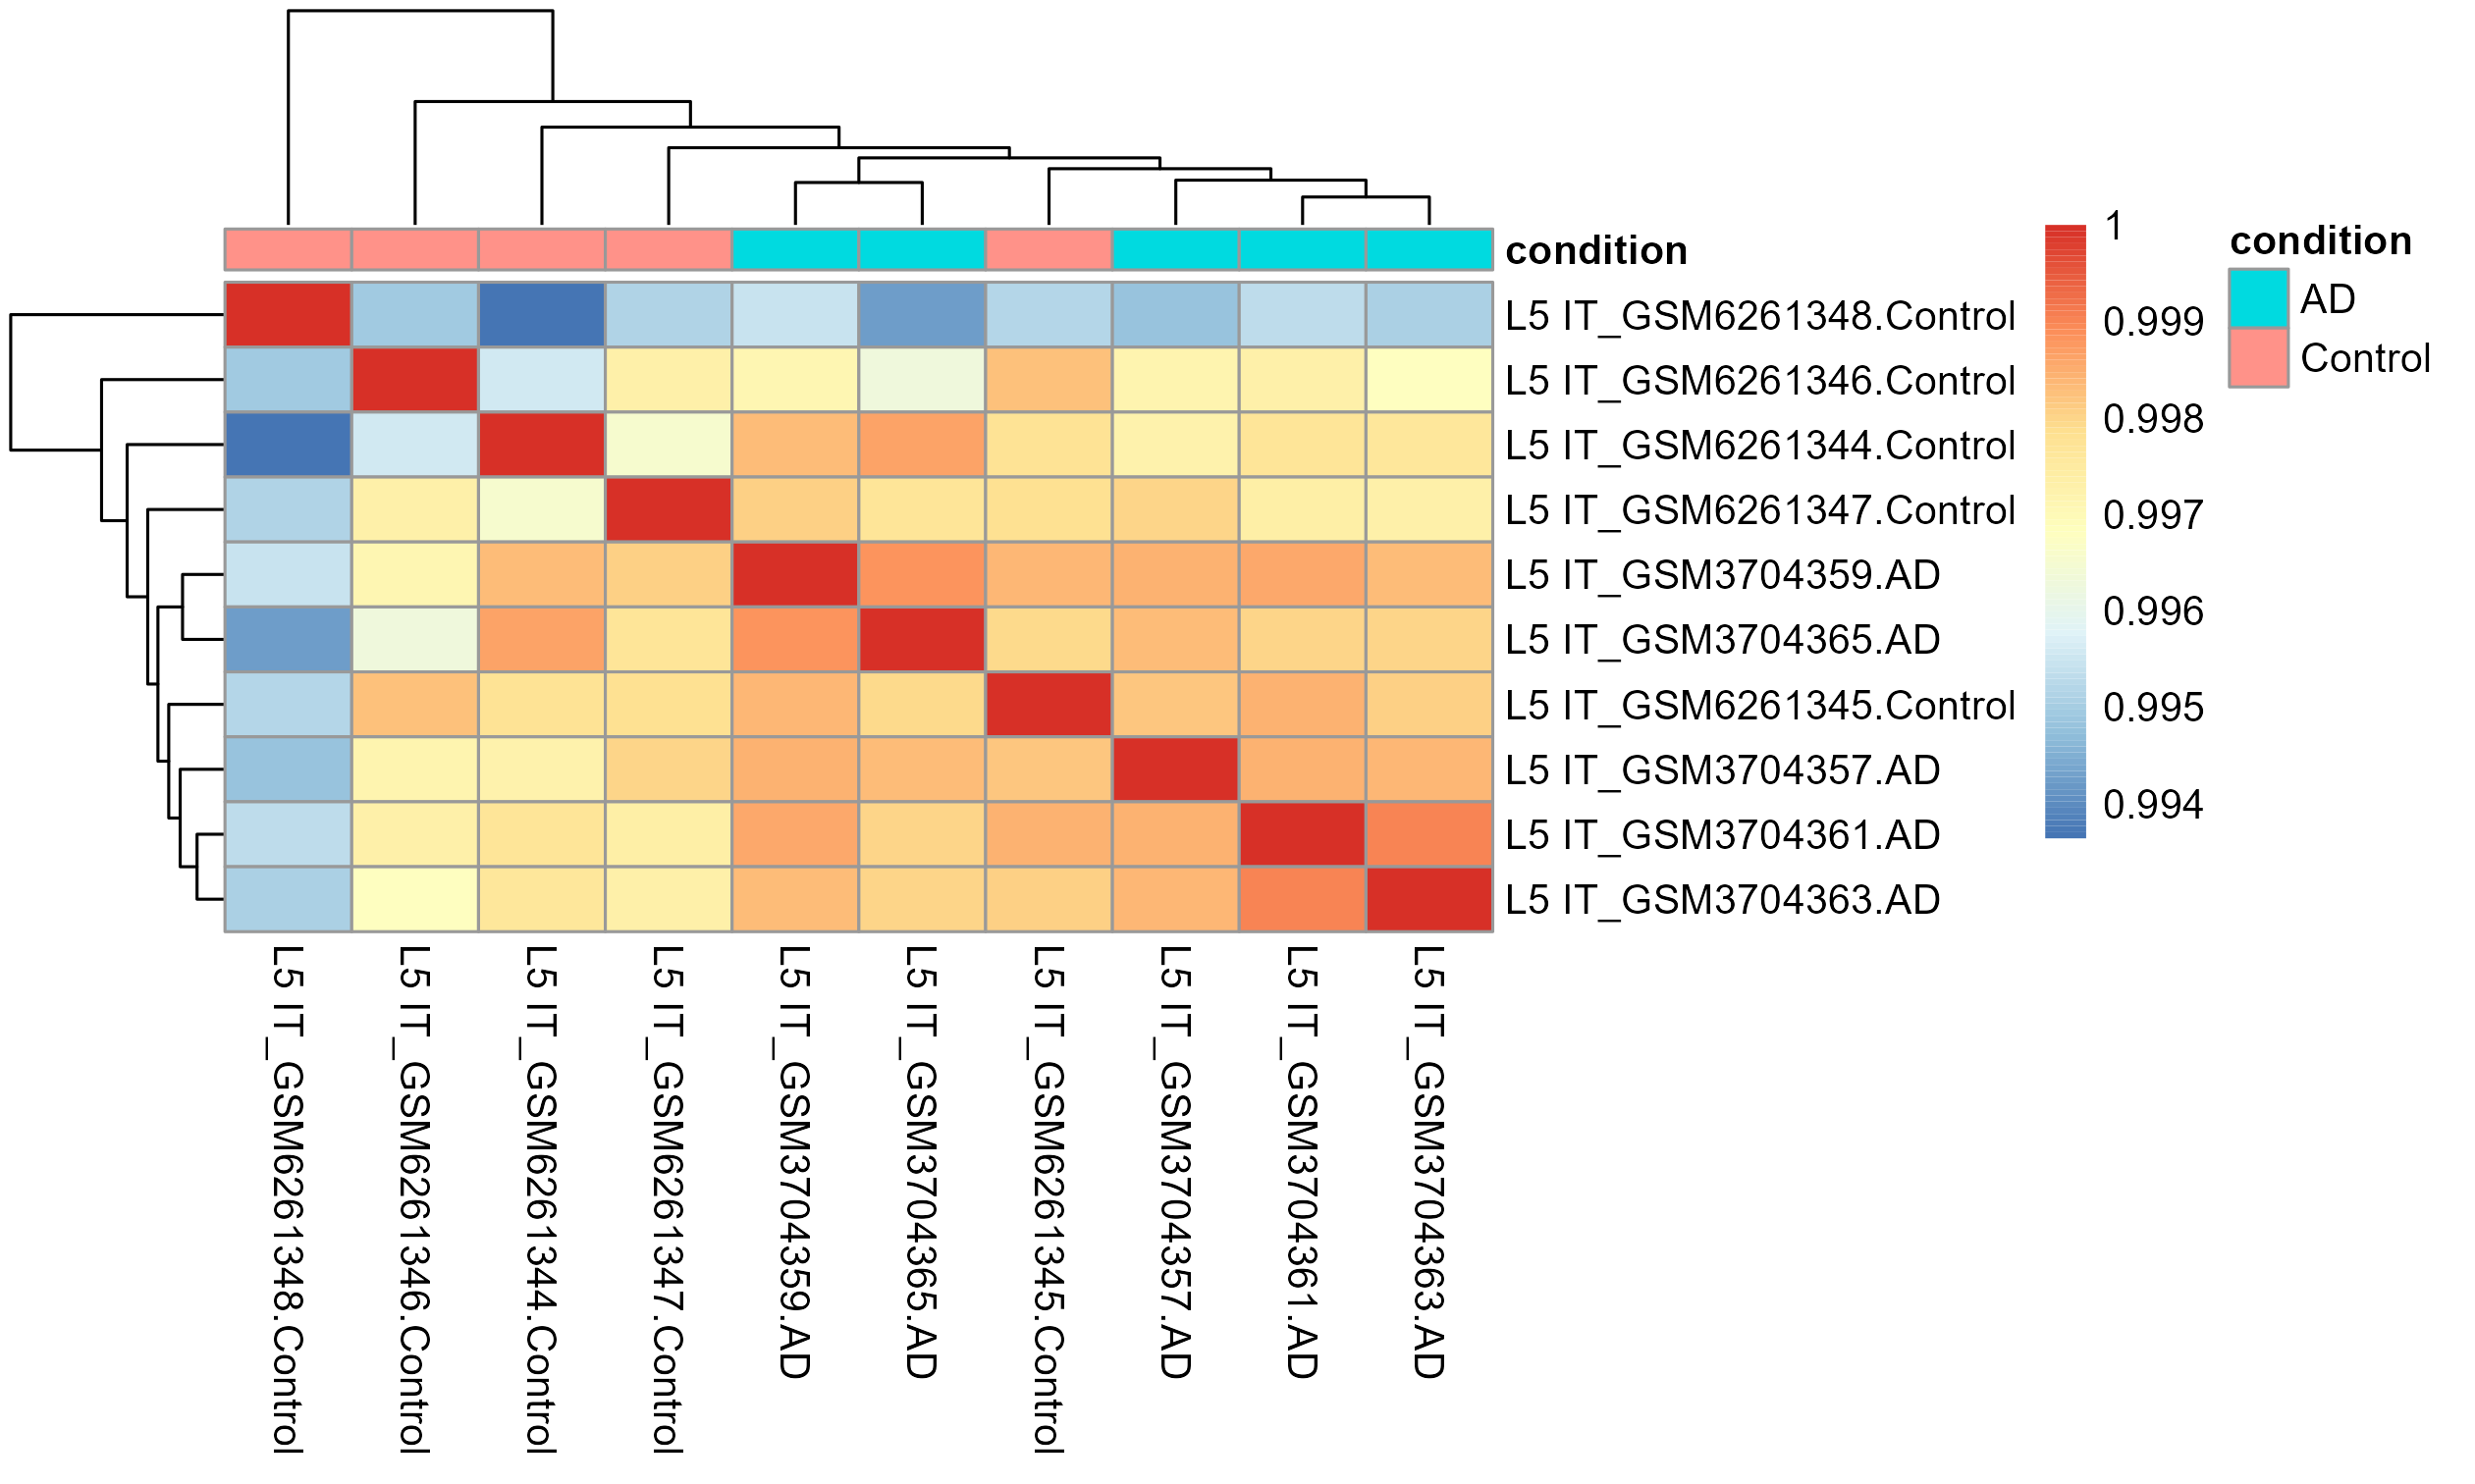 condition
L5 IT_GSM6261348.Control
L5 IT_GSM6261346.Control
L5 IT_GSM6261344.Control
L5 IT_GSM6261347.Control
L5 IT_GSM3704359.AD
L5 IT_GSM3704365.AD
L5 IT_GSM6261345.Control
L5 IT_GSM3704357.AD
L5 IT_GSM3704361.AD
L5 IT_GSM3704363.AD
1
0.999
0.998
0.997
0.996
0.995
0.994
condition
AD
Control
L5 IT_GSM6261348.Control
L5 IT_GSM6261346.Control
L5 IT_GSM6261344.Control
L5 IT_GSM6261347.Control
L5 IT_GSM3704359.AD
L5 IT_GSM3704365.AD
L5 IT_GSM6261345.Control
L5 IT_GSM3704357.AD
L5 IT_GSM3704361.AD
L5 IT_GSM3704363.AD